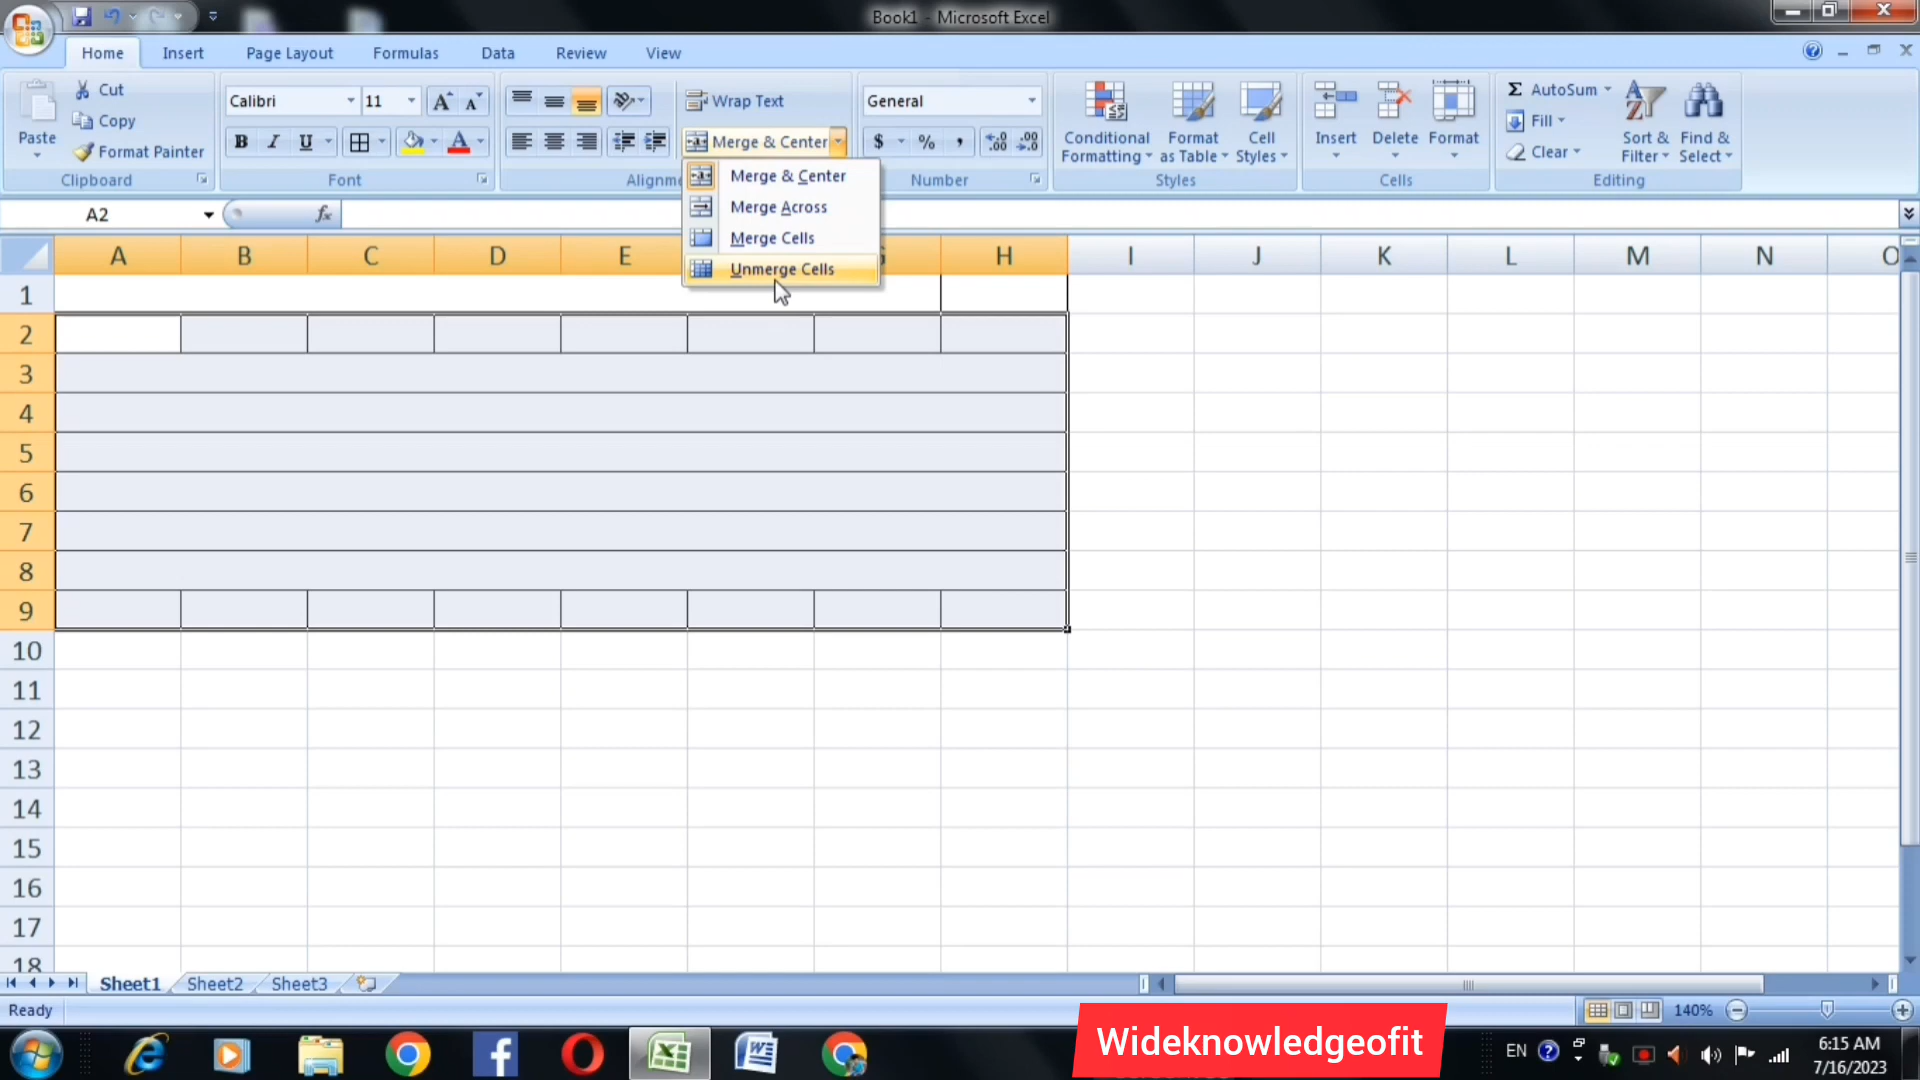 Book1 - Microsoft Excel
Home Insert Page Layout Formulas Data Review View
Paste
Cut
Copy
Format Painter
Clipboard
Calibri 11
B I U
Font
Wrap Text
Merge & Center
Alignme
General
$ % ,
Number
Conditional Formatting
Format as Table
Cell Styles
Styles
Insert Delete Format
Cells
Σ AutoSum
Fill
Clear
Sort & Filter
Find & Select
Editing
Merge & Center
Merge Across
Merge Cells
Unmerge Cells
A2 fx
A B C D E H I J K L M N O
1
2
3
4
5
6
7
8
9
10
11
12
13
14
15
16
17
18
Sheet1 Sheet2 Sheet3
Ready 140%
Wideknowledgeofit
EN 6:15 AM
7/16/2023